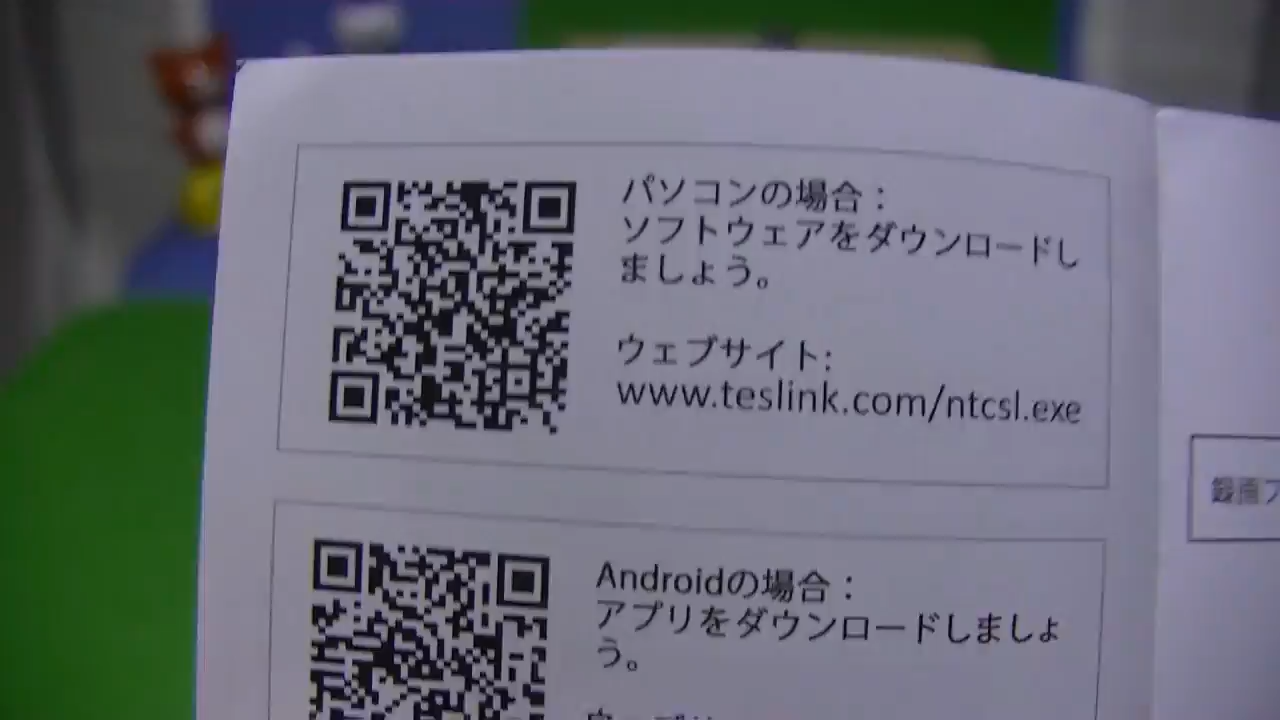 パソコンの場合：
ソフトウェアをダウンロードし
ましょう。
ウェブサイト:
www.teslink.com/ntcsl.exe
Androidの場合：
アプリをダウンロードしましょ
う。
録画